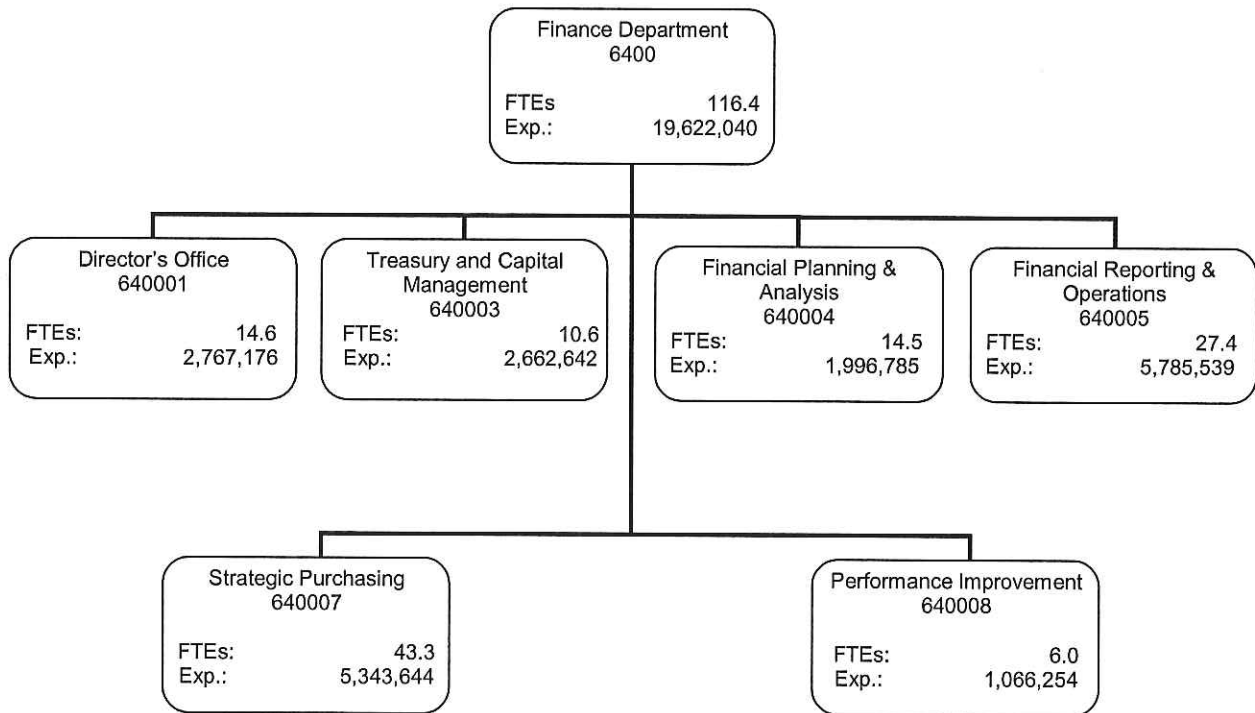 Finance Department
6400
FTEs 116.4
Exp.: 19,622,040
Director's Office
640001
FTEs: 14.6
Exp.: 2,767,176
Treasury and Capital
Management
640003
FTEs: 10.6
Exp.: 2,662,642
Financial Planning &
Analysis
640004
FTEs: 14.5
Exp.: 1,996,785
Financial Reporting &
Operations
640005
FTEs: 27.4
Exp.: 5,785,539
Strategic Purchasing
640007
FTEs: 43.3
Exp.: 5,343,644
Performance Improvement
640008
FTEs: 6.0
Exp.: 1,066,254